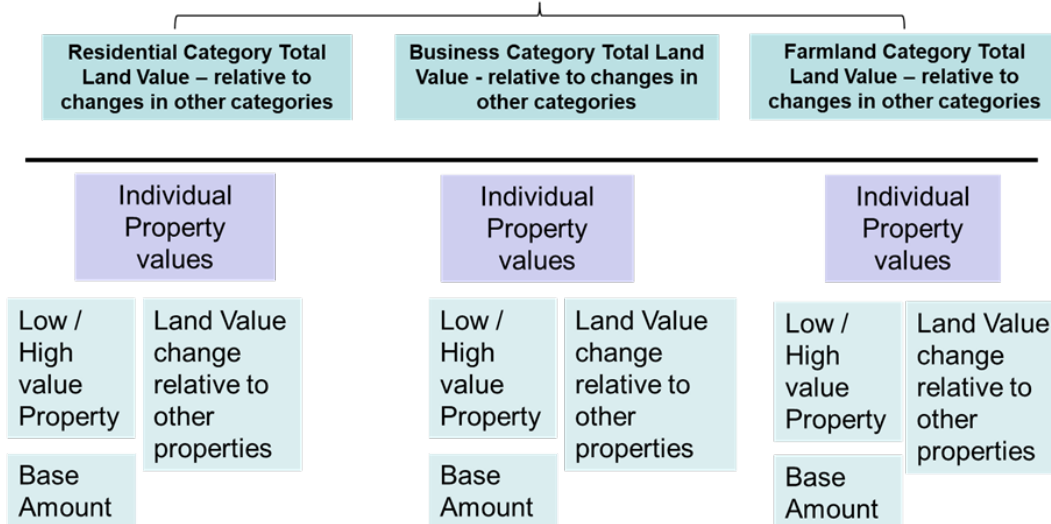 Residential Category Total
Land Value – relative to
changes in other categories
Business Category Total Land
Value - relative to changes in
other categories
Farmland Category Total
Land Value – relative to
changes in other categories
Individual
Property
values
Individual
Property
values
Individual
Property
values
Low /
High
value
Property
Land Value
change
relative to
other
properties
Base
Amount
Low /
High
value
Property
Land Value
change
relative to
other
properties
Base
Amount
Low /
High
value
Property
Land Value
change
relative to
other
properties
Base
Amount